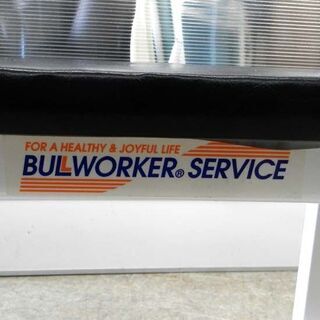 FOR A HEALTHY & JOYFUL LIFE
BULLWORKER® SERVICE